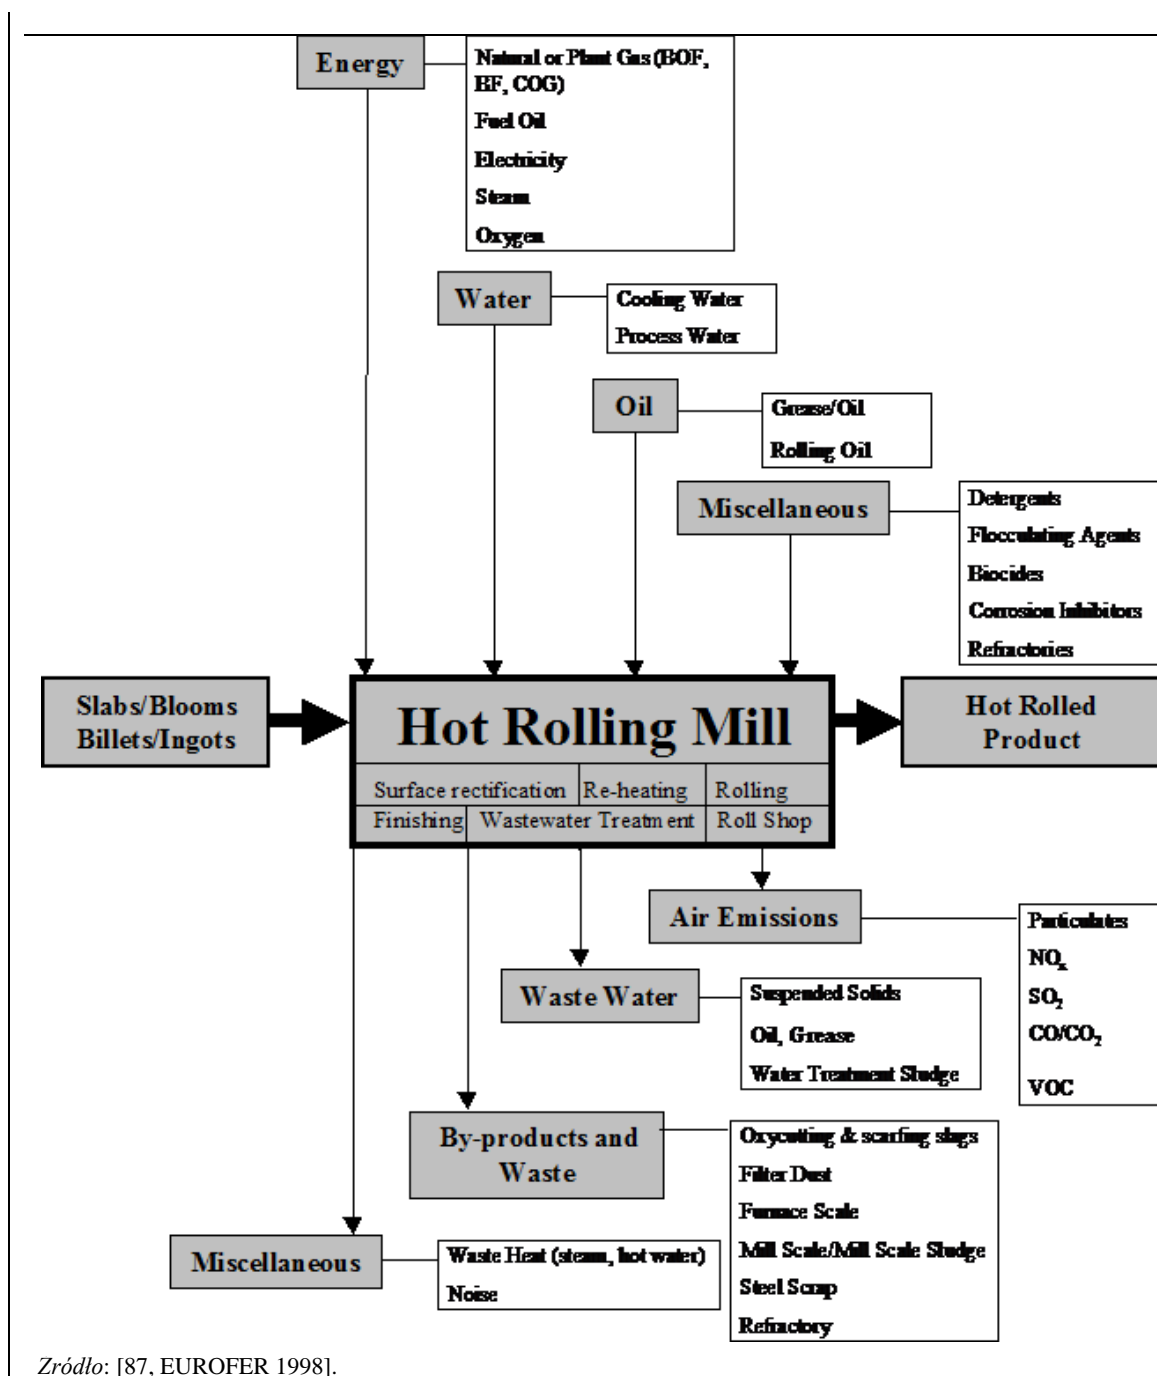 Energy
Natural or Plant Gas (BOF,
BF, COG)
Fuel Oil
Electricity
Steam
Oxygen
Water
Cooling Water
Process Water
Oil
Grease/Oil
Rolling Oil
Miscellaneous
Detergents
Flocculating Agents
Biocides
Corrosion Inhibitors
Refractories
Slabs/Blooms
Billets/Ingots
Hot Rolling Mill
Surface rectification Re-heating Rolling
Finishing Wastewater Treatment Roll Shop
Hot Rolled
Product
Air Emissions
Particulates
NOₓ
SO₂
CO/CO₂
VOC
Waste Water
Suspended Solids
Oil, Grease
Water Treatment Sludge
By-products and
Waste
Oxycutting & scarfing slags
Filter Dust
Furnace Scale
Mill Scale/Mill Scale Sludge
Steel Scrap
Refractory
Miscellaneous
Waste Heat (steam, hot water)
Noise
Zródło: [87, EUROFER 1998].